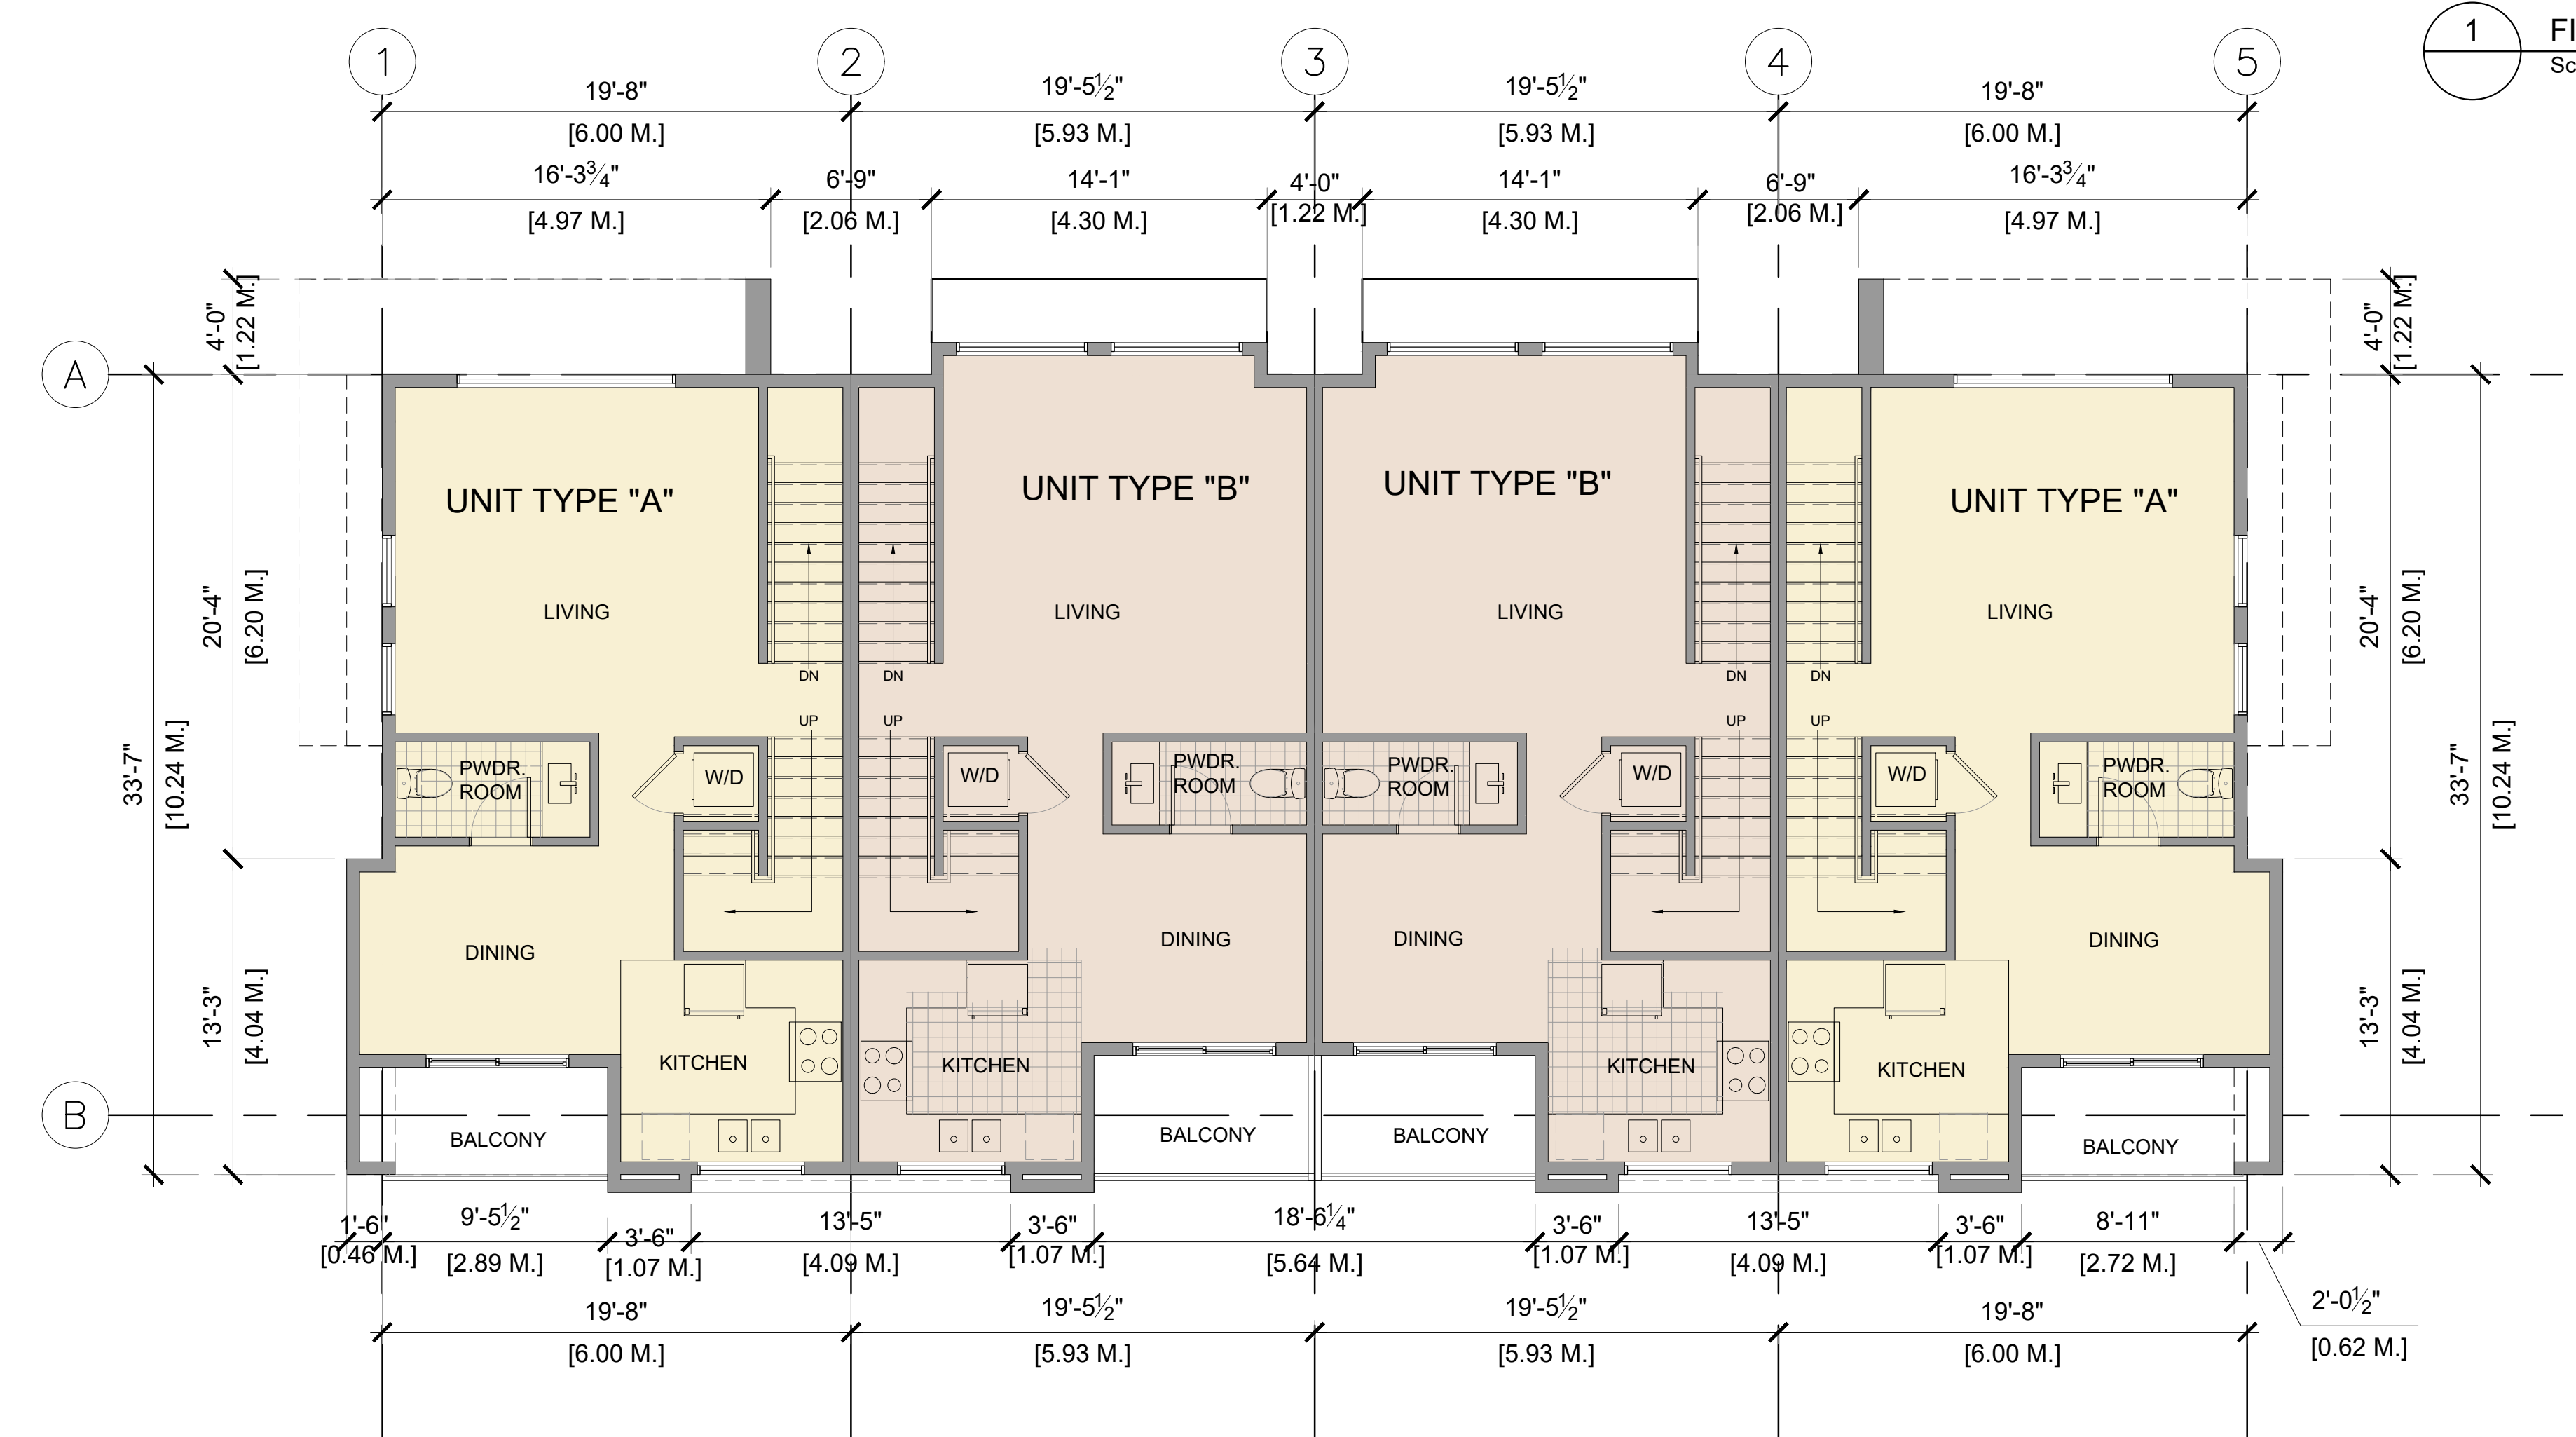 1
2
3
4
5
1
FI
Sc
19'-8"
19'-5½"
19'-5½"
19'-8"
[6.00 M.]
[5.93 M.]
[5.93 M.]
[6.00 M.]
16'-3¾"
6'-9"
14'-1"
4'-0"
14'-1"
6'-9"
16'-3¾"
[4.97 M.]
[2.06 M.]
[4.30 M.]
[1.22 M.]
[4.30 M.]
[2.06 M.]
[4.97 M.]
4'-0"
[1.22 M.]
4'-0"
[1.22 M.]
A
UNIT TYPE "A"
UNIT TYPE "B"
UNIT TYPE "B"
UNIT TYPE "A"
20'-4"
[6.20 M.]
LIVING
LIVING
LIVING
LIVING
20'-4"
[6.20 M.]
DN
DN
DN
DN
UP
UP
UP
UP
33'-7"
[10.24 M.]
PWDR.
ROOM
W/D
W/D
PWDR.
ROOM
PWDR.
ROOM
W/D
W/D
PWDR.
ROOM
33'-7"
[10.24 M.]
DINING
DINING
DINING
DINING
13'-3"
[4.04 M.]
KITCHEN
KITCHEN
KITCHEN
KITCHEN
13'-3"
[4.04 M.]
B
BALCONY
BALCONY
BALCONY
BALCONY
1'-6"
9'-5½"
3'-6"
13'-5"
3'-6"
18'-6¼"
3'-6"
13'-5"
3'-6"
8'-11"
[0.46 M.]
[2.89 M.]
[1.07 M.]
[4.09 M.]
[1.07 M.]
[5.64 M.]
[1.07 M.]
[4.09 M.]
[1.07 M.]
[2.72 M.]
19'-8"
19'-5½"
19'-5½"
19'-8"
2'-0½"
[6.00 M.]
[5.93 M.]
[5.93 M.]
[6.00 M.]
[0.62 M.]